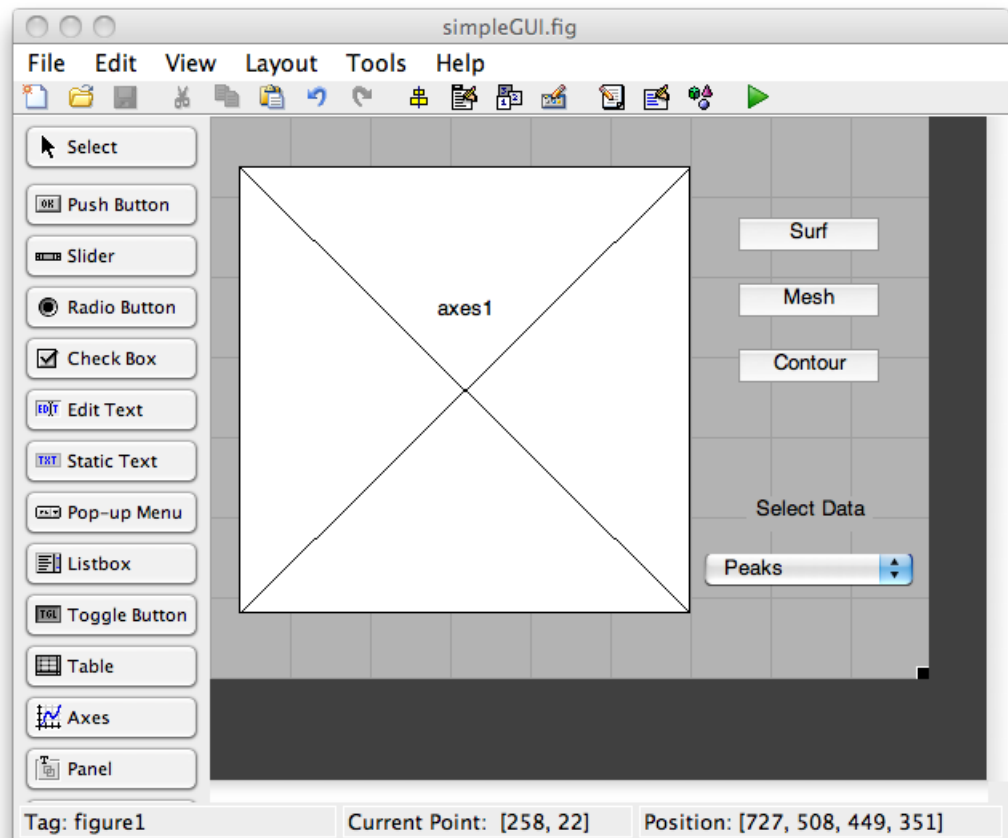 simpleGUI.fig
File Edit View Layout Tools Help
Select
Push Button
Slider
Radio Button
Check Box
Edit Text
Static Text
Pop-up Menu
Listbox
Toggle Button
Table
Axes
Panel
axes1
Surf
Mesh
Contour
Select Data
Peaks
Tag: figure1 Current Point: [258, 22] Position: [727, 508, 449, 351]